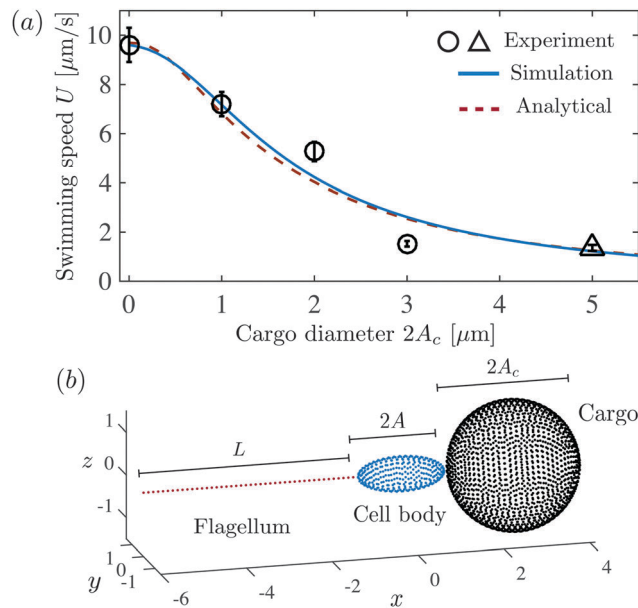 (a)
Swimming speed U [μm/s]
10
8
6
4
2
0
Experiment
Simulation
Analytical
0 1 2 3 4 5
Cargo diameter 2A_c [μm]
(b)
2A_c
Cargo
2A
L
1
z 0
-1
Flagellum
Cell body
1
0
y -1
-6 -4 -2 0 2 4
x